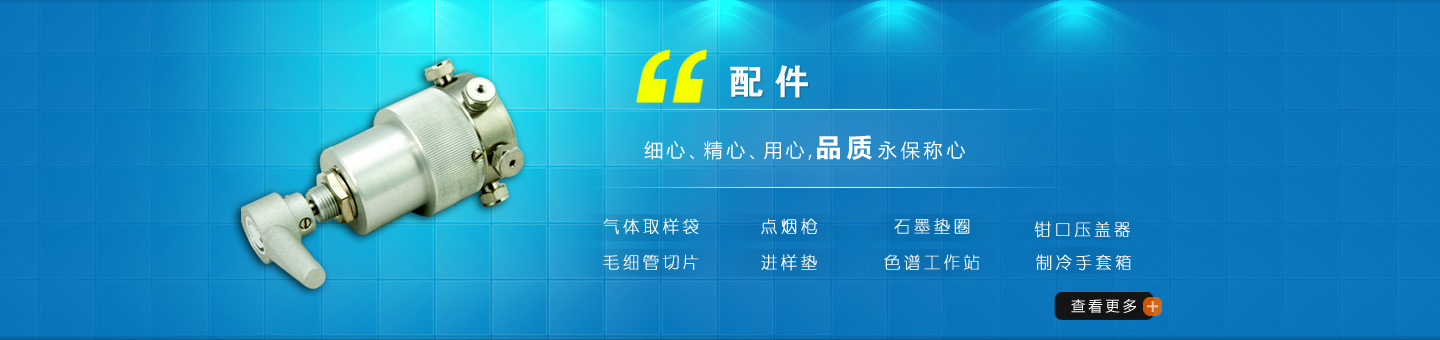 配件
细心、精心、用心,品质永保称心
气体取样袋 点烟枪 石墨垫圈 钳口压盖器
毛细管切片 进样垫 色谱工作站 制冷手套箱
查看更多